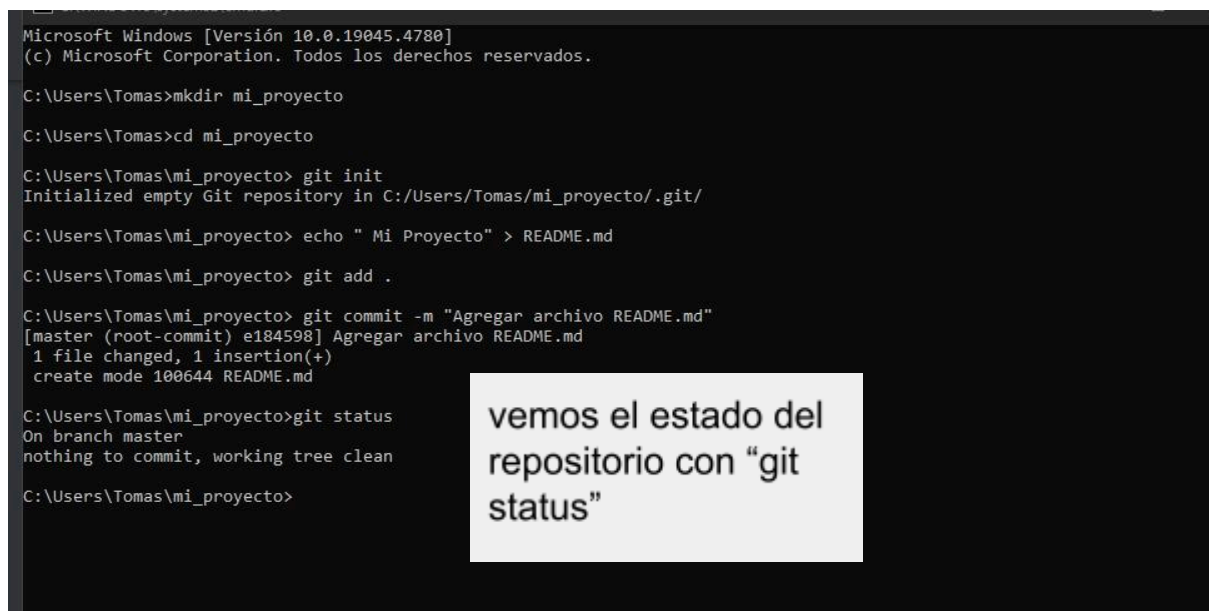 Microsoft Windows [Versión 10.0.19045.4780]
(c) Microsoft Corporation. Todos los derechos reservados.
C:\Users\Tomas>mkdir mi_proyecto
C:\Users\Tomas>cd mi_proyecto
C:\Users\Tomas\mi_proyecto> git init
Initialized empty Git repository in C:/Users/Tomas/mi_proyecto/.git/
C:\Users\Tomas\mi_proyecto> echo " Mi Proyecto" > README.md
C:\Users\Tomas\mi_proyecto> git add .
C:\Users\Tomas\mi_proyecto> git commit -m "Agregar archivo README.md"
[master (root-commit) e184598] Agregar archivo README.md
1 file changed, 1 insertion(+)
create mode 100644 README.md
C:\Users\Tomas\mi_proyecto>git status
On branch master
nothing to commit, working tree clean
C:\Users\Tomas\mi_proyecto>
vemos el estado del
repositorio con “git
status”